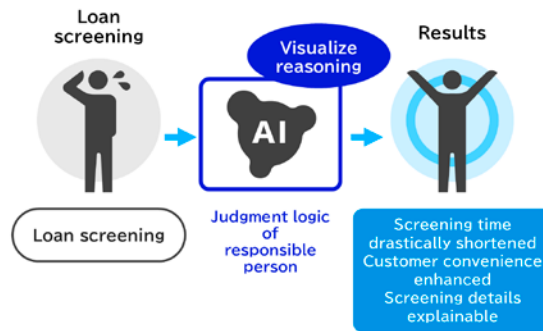 Loan
screening
Visualize
reasoning
Results
AI
Loan screening
Judgment logic
of
responsible
person
Screening time
drastically shortened
Customer convenience
enhanced
Screening details
explainable